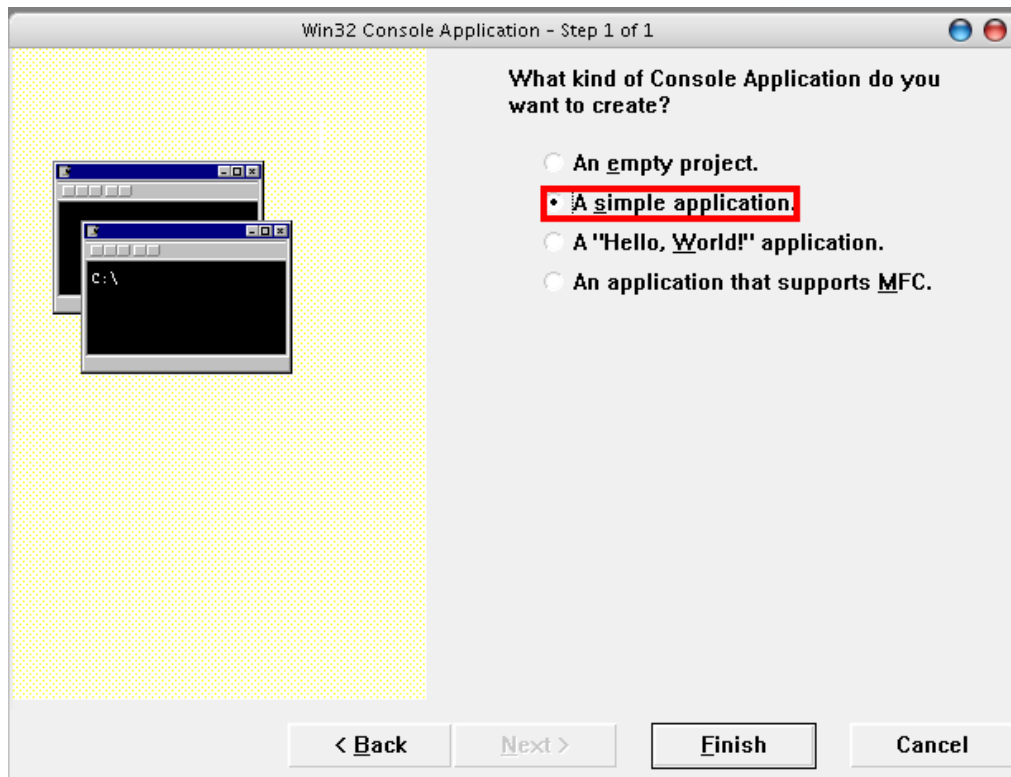 Win32 Console Application - Step 1 of 1
What kind of Console Application do you
want to create?
An empty project.
A simple application.
A "Hello, World!" application.
An application that supports MFC.
C:\
< Back
Next >
Finish
Cancel